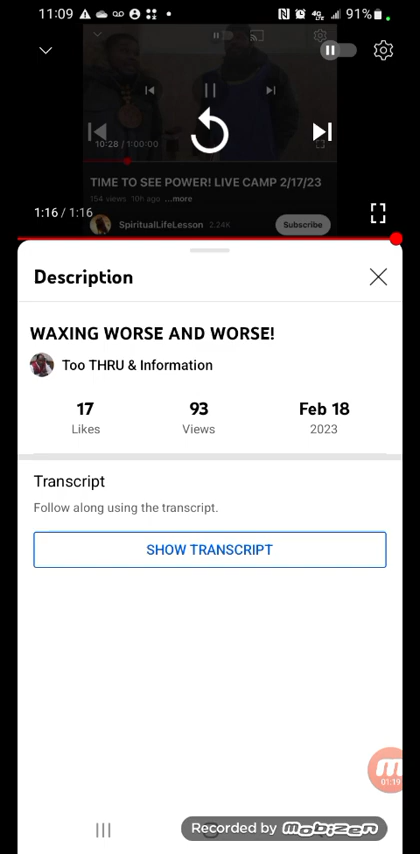 11:09
4G
91%
10:28 / 1:00:00
TIME TO SEE POWER! LIVE CAMP 2/17/23
154 views 10h ago ...more
SpiritualLifeLesson 2.24K
Subscribe
1:16 / 1:16
Description
WAXING WORSE AND WORSE!
Too THRU & Information
17 93 Feb 18
Likes Views 2023
Transcript
Follow along using the transcript.
SHOW TRANSCRIPT
m
01:19
Recorded by mobizen